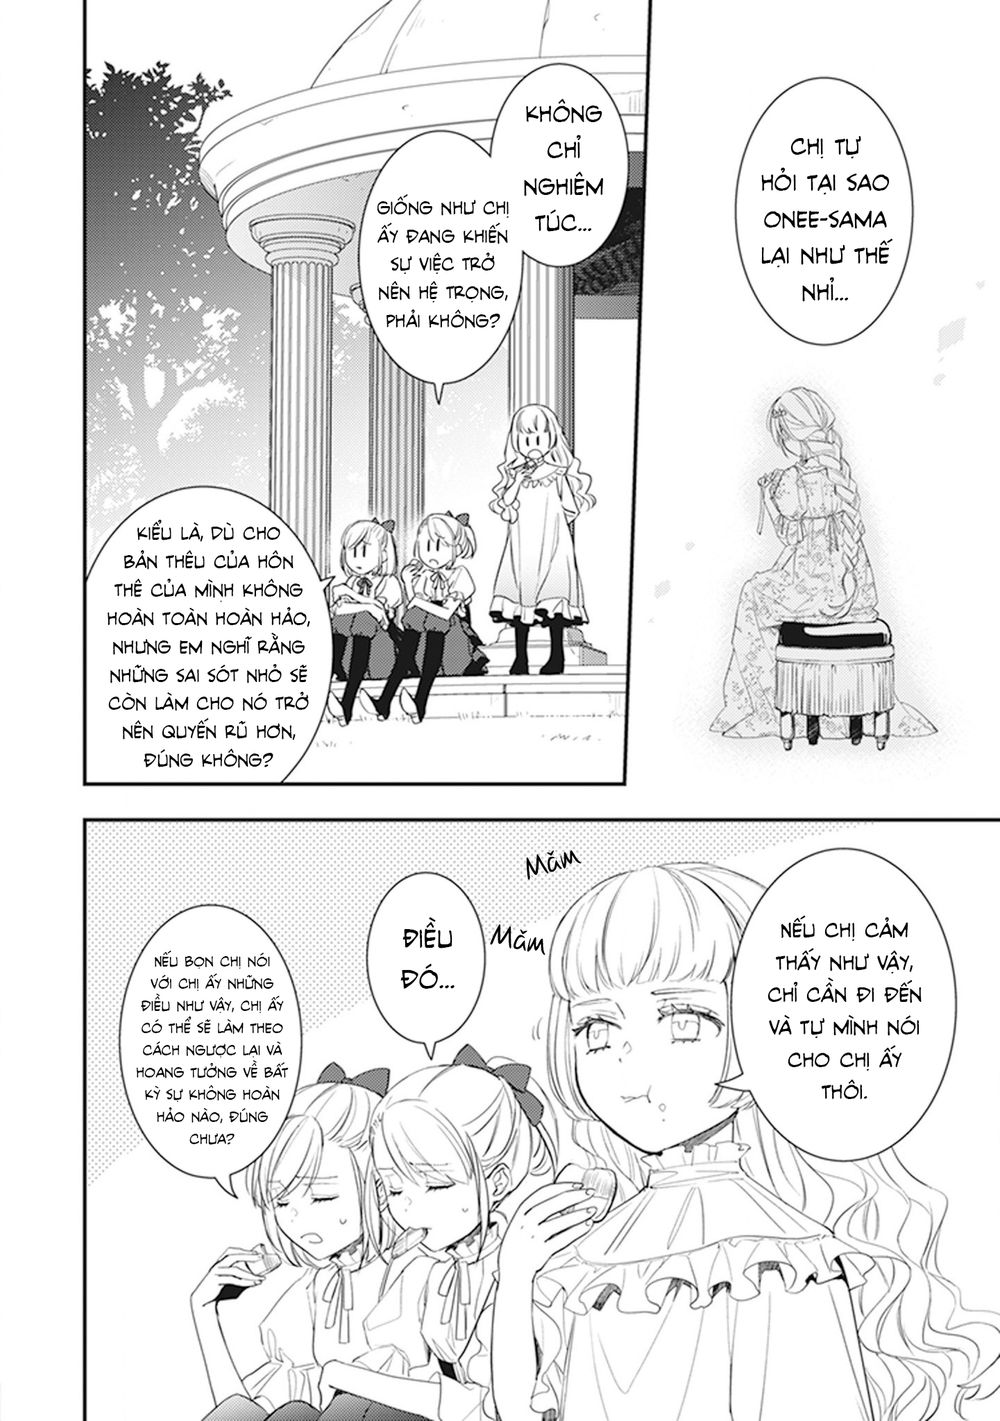 CHỊ TỰ
HỎI TẠI SAO
ONEE-SAMA
LẠI NHƯ THẾ
NHỈ...
KHÔNG
CHỈ
NGHIÊM
TÚC...
GIỐNG NHƯ CHỊ
ẤY ĐANG KHIẾN
SỰ VIỆC TRỞ
NÊN HỆ TRỌNG,
PHẢI KHÔNG?
KIỂU LÀ, DÙ CHO
BẢN THÊU CỦA HÔN
THÊ CỦA MÌNH KHÔNG
HOÀN TOÀN HOÀN HẢO,
NHƯNG EM NGHĨ RẰNG
NHỮNG SAI SÓT NHỎ SẼ
CÒN LÀM CHO NÓ TRỞ
NÊN QUYẾN RŨ HƠN,
ĐÚNG KHÔNG?
NẾU CHỊ CẢM
THẤY NHƯ VẬY,
CHỈ CẦN ĐI ĐẾN
VÀ TỰ MÌNH NÓI
CHO CHỊ ẤY
THÔI.
Măm
Măm
ĐIỀU
ĐÓ...
NẾU BỌN CHỊ NÓI
VỚI CHỊ ẤY NHỮNG
ĐIỀU NHƯ VẬY, CHỊ ẤY
CÓ THỂ SẼ LÀM THEO
CÁCH NGƯỢC LẠI VÀ
HOANG TƯỞNG VỀ BẤT
KỲ SỰ KHÔNG HOÀN
HẢO NÀO, ĐÚNG
CHƯA?